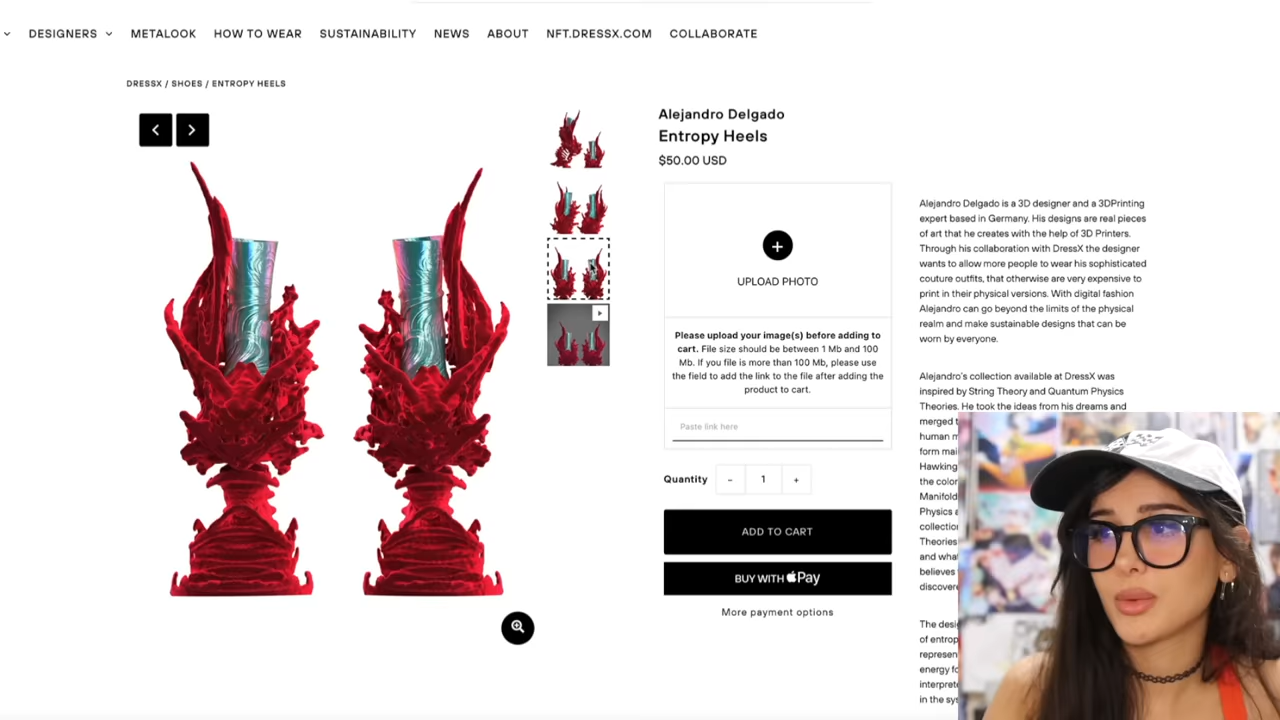 DESIGNERS
METALOOK
HOW TO WEAR
SUSTAINABILITY
NEWS
ABOUT
NFT.DRESSX.COM
COLLABORATE
DRESSX / SHOES / ENTROPY HEELS
Alejandro Delgado
Entropy Heels
$50.00 USD
UPLOAD PHOTO
Please upload your image(s) before adding to
cart. File size should be between 1 Mb and 100
Mb. If you file is more than 100 Mb, please use
the field to add the link to the file after adding the
product to cart.
Paste link here
Quantity - 1 +
ADD TO CART
BUY WITH Pay
More payment options
Alejandro Delgado is a 3D designer and a 3DPrinting
expert based in Germany. His designs are real pieces
of art that he creates with the help of 3D Printers.
Through his collaboration with DressX the designer
wants to allow more people to wear his sophisticated
couture outfits, that otherwise are very expensive to
print in their physical versions. With digital fashion
Alejandro can go beyond the limits of the physical
realm and make sustainable designs that can be
worn by everyone.
Alejandro's collection available at DressX was
inspired by String Theory and Quantum Physics
Theories. He took the ideas from his dreams and
merged
human
form
Hawking
the
Manifold
Physics
Theories
and
believes
The
of
energy
in the